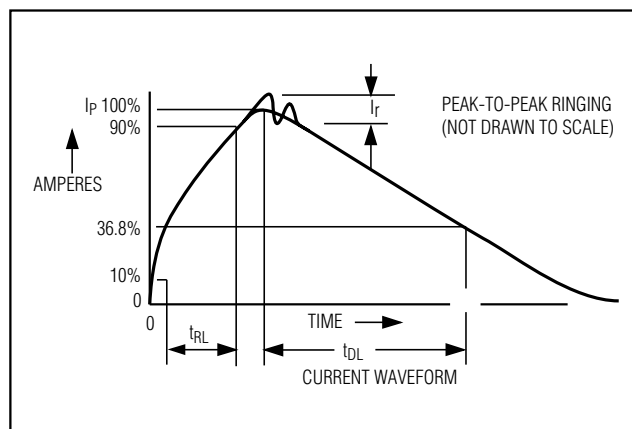 IP 100%
90%
AMPERES
36.8%
10%
0
0
tRL
TIME
tDL
CURRENT WAVEFORM
Ir
PEAK-TO-PEAK RINGING
(NOT DRAWN TO SCALE)